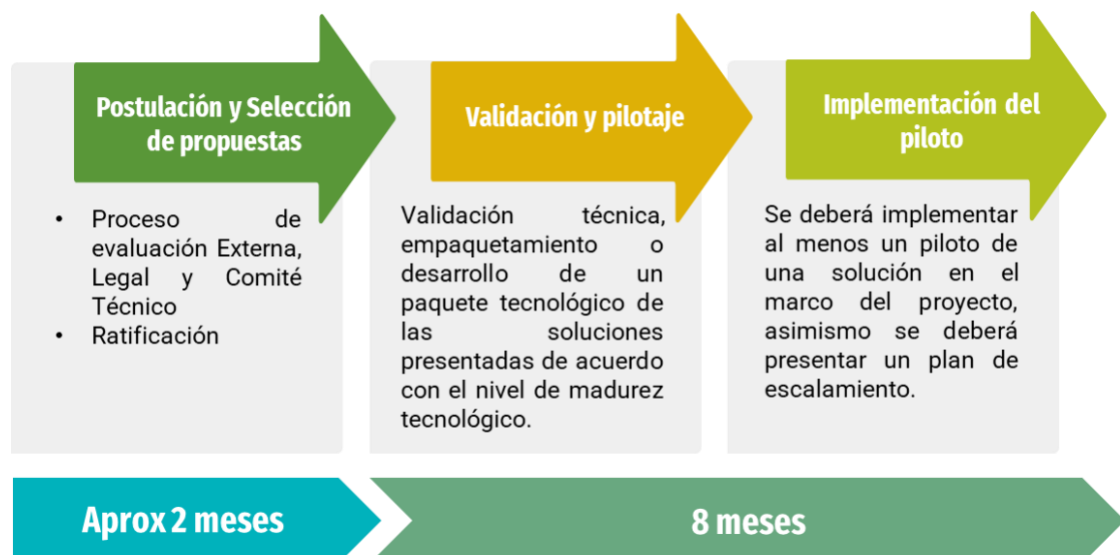 Postulación y Selección
de propuestas
• Proceso de
evaluación Externa,
Legal y Comité
Técnico
• Ratificación
Validación y pilotaje
Validación técnica,
empaquetamiento o
desarrollo de un
paquete tecnológico de
las soluciones
presentadas de acuerdo
con el nivel de madurez
tecnológico.
Implementación del
piloto
Se deberá implementar
al menos un piloto de
una solución en el
marco del proyecto,
asimismo se deberá
presentar un plan de
escalamiento.
Aprox 2 meses
8 meses